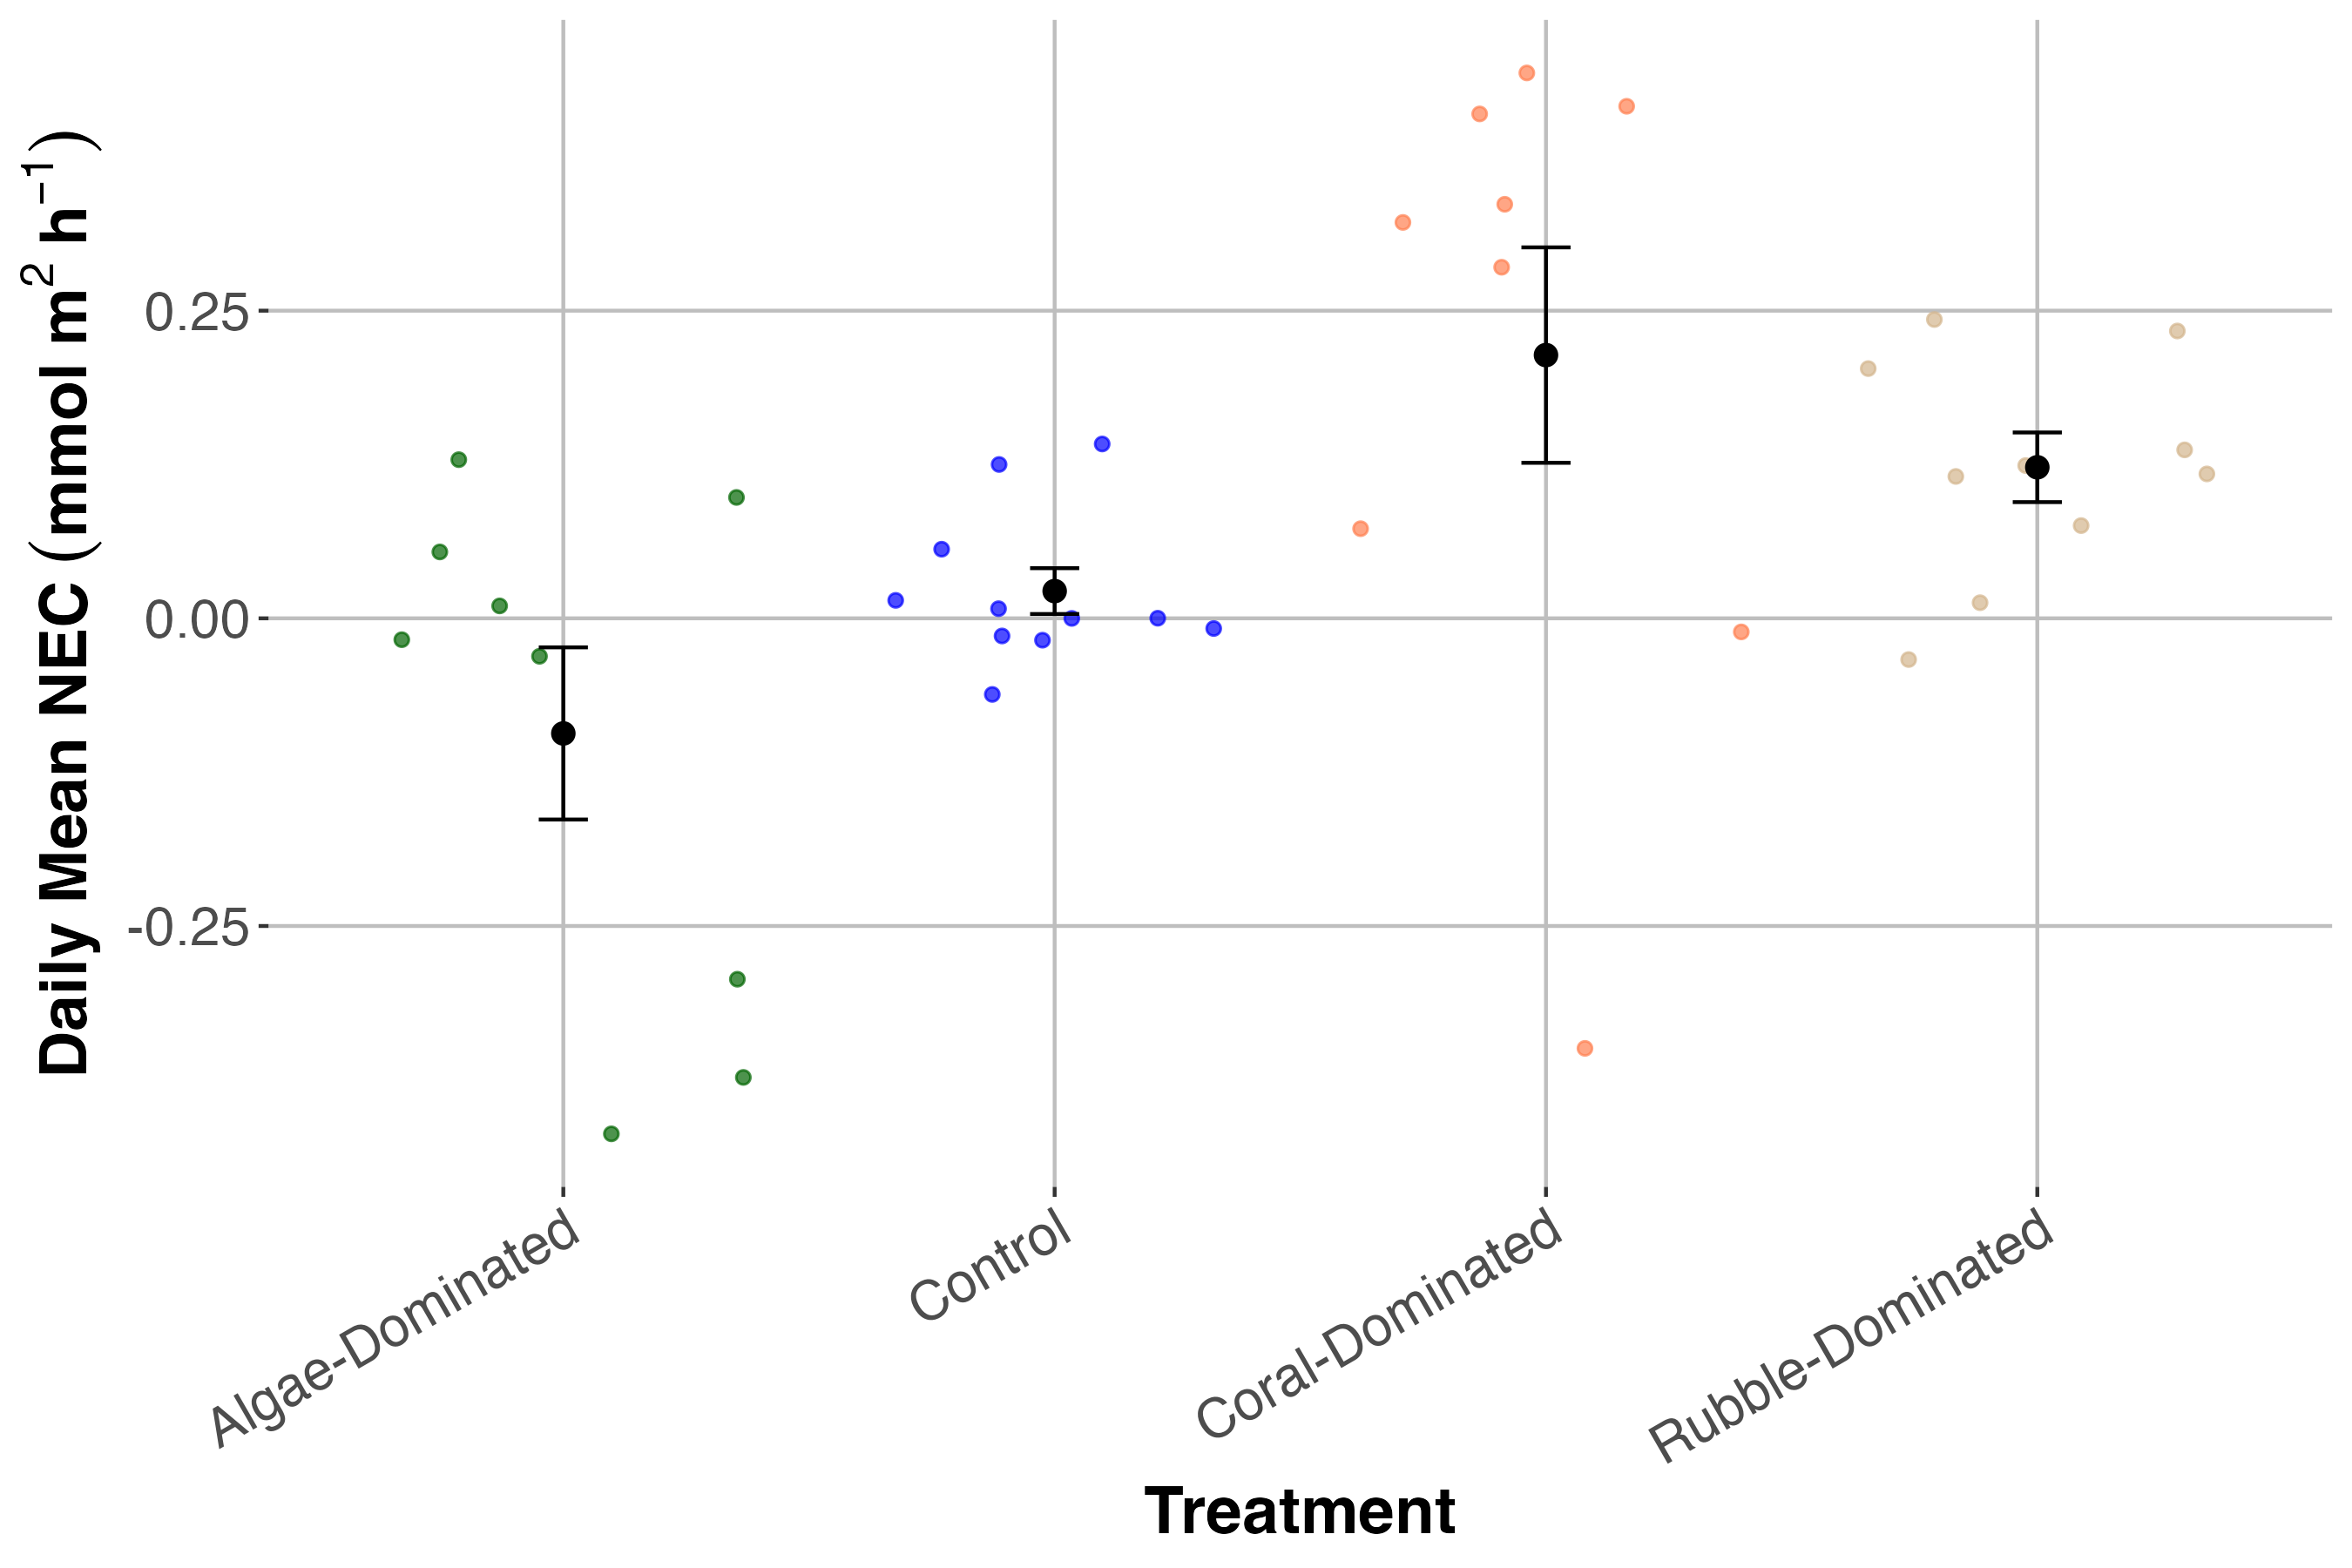 Daily Mean NEC (mmol m² h⁻¹)
0.25
0.00
-0.25
Algae-Dominated
Control
Coral-Dominated
Rubble-Dominated
Treatment